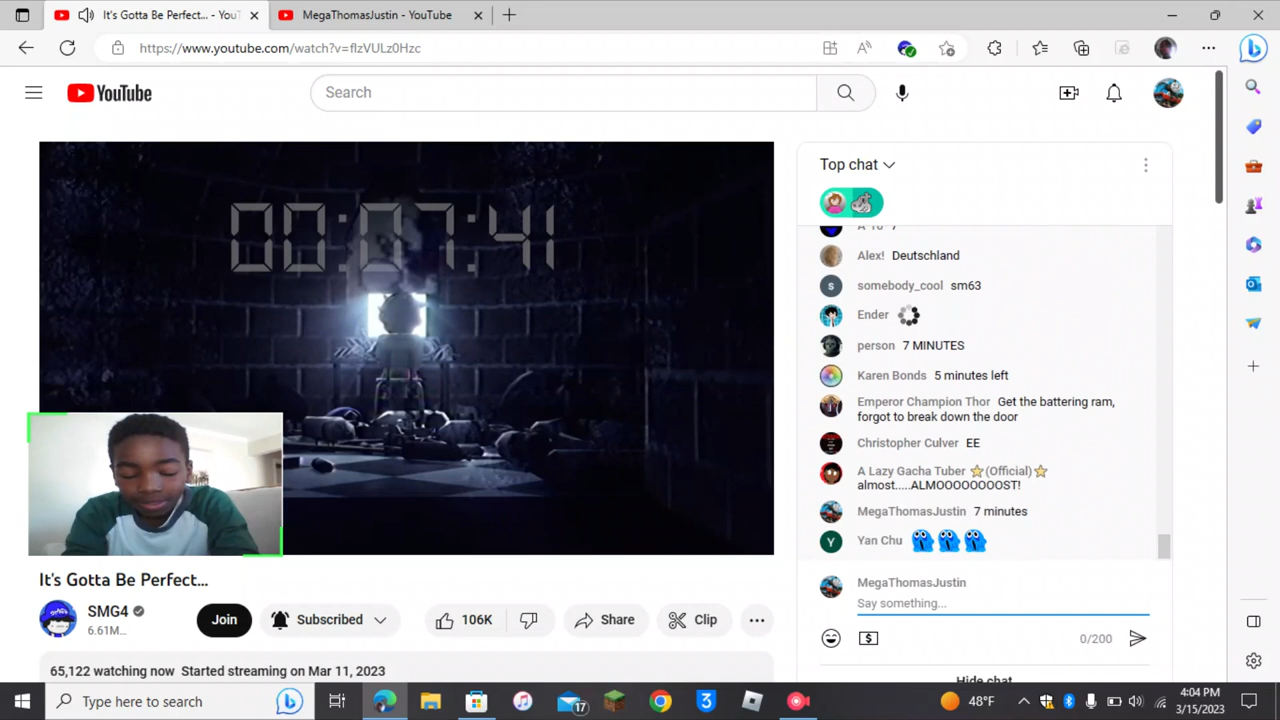 It's Gotta Be Perfect... - YouT
MegaThomasJustin - YouTube
https://www.youtube.com/watch?v=flzVULz0Hzc
YouTube
Search
00:07:41
Top chat
Alex! Deutschland
somebody_cool sm63
Ender
person 7 MINUTES
Karen Bonds 5 minutes left
Emperor Champion Thor Get the battering ram,
forgot to break down the door
Christopher Culver EE
A Lazy Gacha Tuber ⭐(Official)⭐
almost.....ALMOOOOOOOST!
MegaThomasJustin 7 minutes
Yan Chu
MegaThomasJustin
Say something...
0/200
Hide chat
It's Gotta Be Perfect...
SMG4
6.61M...
Join
Subscribed
106K
Share
Clip
65,122 watching now Started streaming on Mar 11, 2023
Type here to search
17
48°F
4:04 PM
3/15/2023